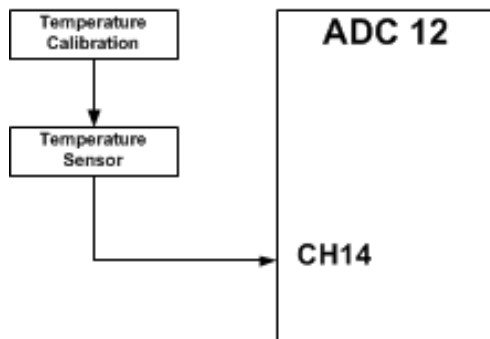 Temperature
Calibration
ADC 12
Temperature
Sensor
CH14